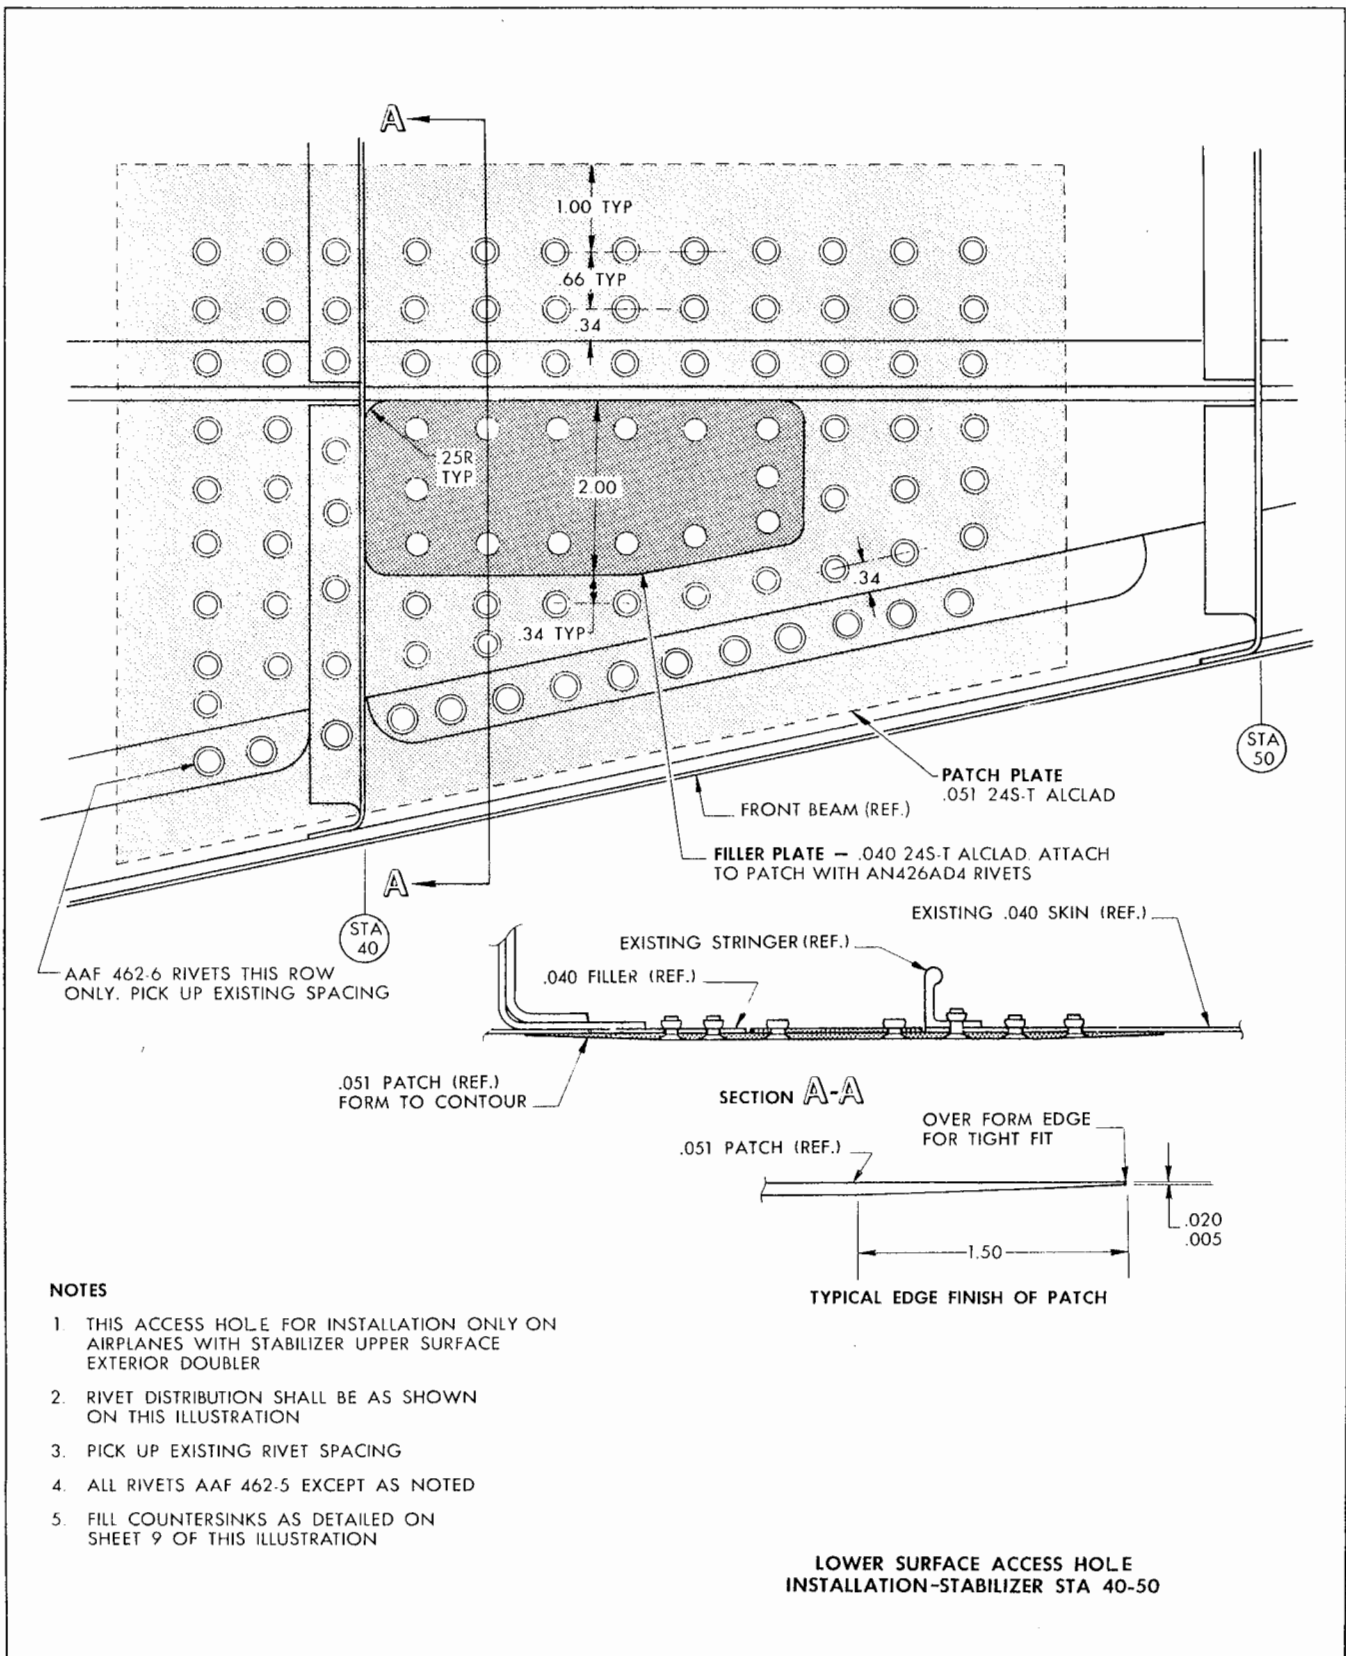 A
1.00 TYP
.66 TYP
.34
.25R
TYP
2.00
.34
.34 TYP
STA
50
PATCH PLATE
.051 24S-T ALCLAD
FRONT BEAM (REF.)
FILLER PLATE — .040 24S-T ALCLAD. ATTACH
TO PATCH WITH AN426AD4 RIVETS
A
STA
40
AAF 462-6 RIVETS THIS ROW
ONLY. PICK UP EXISTING SPACING
EXISTING .040 SKIN (REF.)
EXISTING STRINGER (REF.)
.040 FILLER (REF.)
.051 PATCH (REF.)
FORM TO CONTOUR
SECTION A-A
OVER FORM EDGE
FOR TIGHT FIT
.051 PATCH (REF.)
.020
.005
1.50
TYPICAL EDGE FINISH OF PATCH
NOTES
1. THIS ACCESS HOLE FOR INSTALLATION ONLY ON
AIRPLANES WITH STABILIZER UPPER SURFACE
EXTERIOR DOUBLER
2. RIVET DISTRIBUTION SHALL BE AS SHOWN
ON THIS ILLUSTRATION
3. PICK UP EXISTING RIVET SPACING
4. ALL RIVETS AAF 462-5 EXCEPT AS NOTED
5. FILL COUNTERSINKS AS DETAILED ON
SHEET 9 OF THIS ILLUSTRATION
LOWER SURFACE ACCESS HOLE
INSTALLATION-STABILIZER STA 40-50